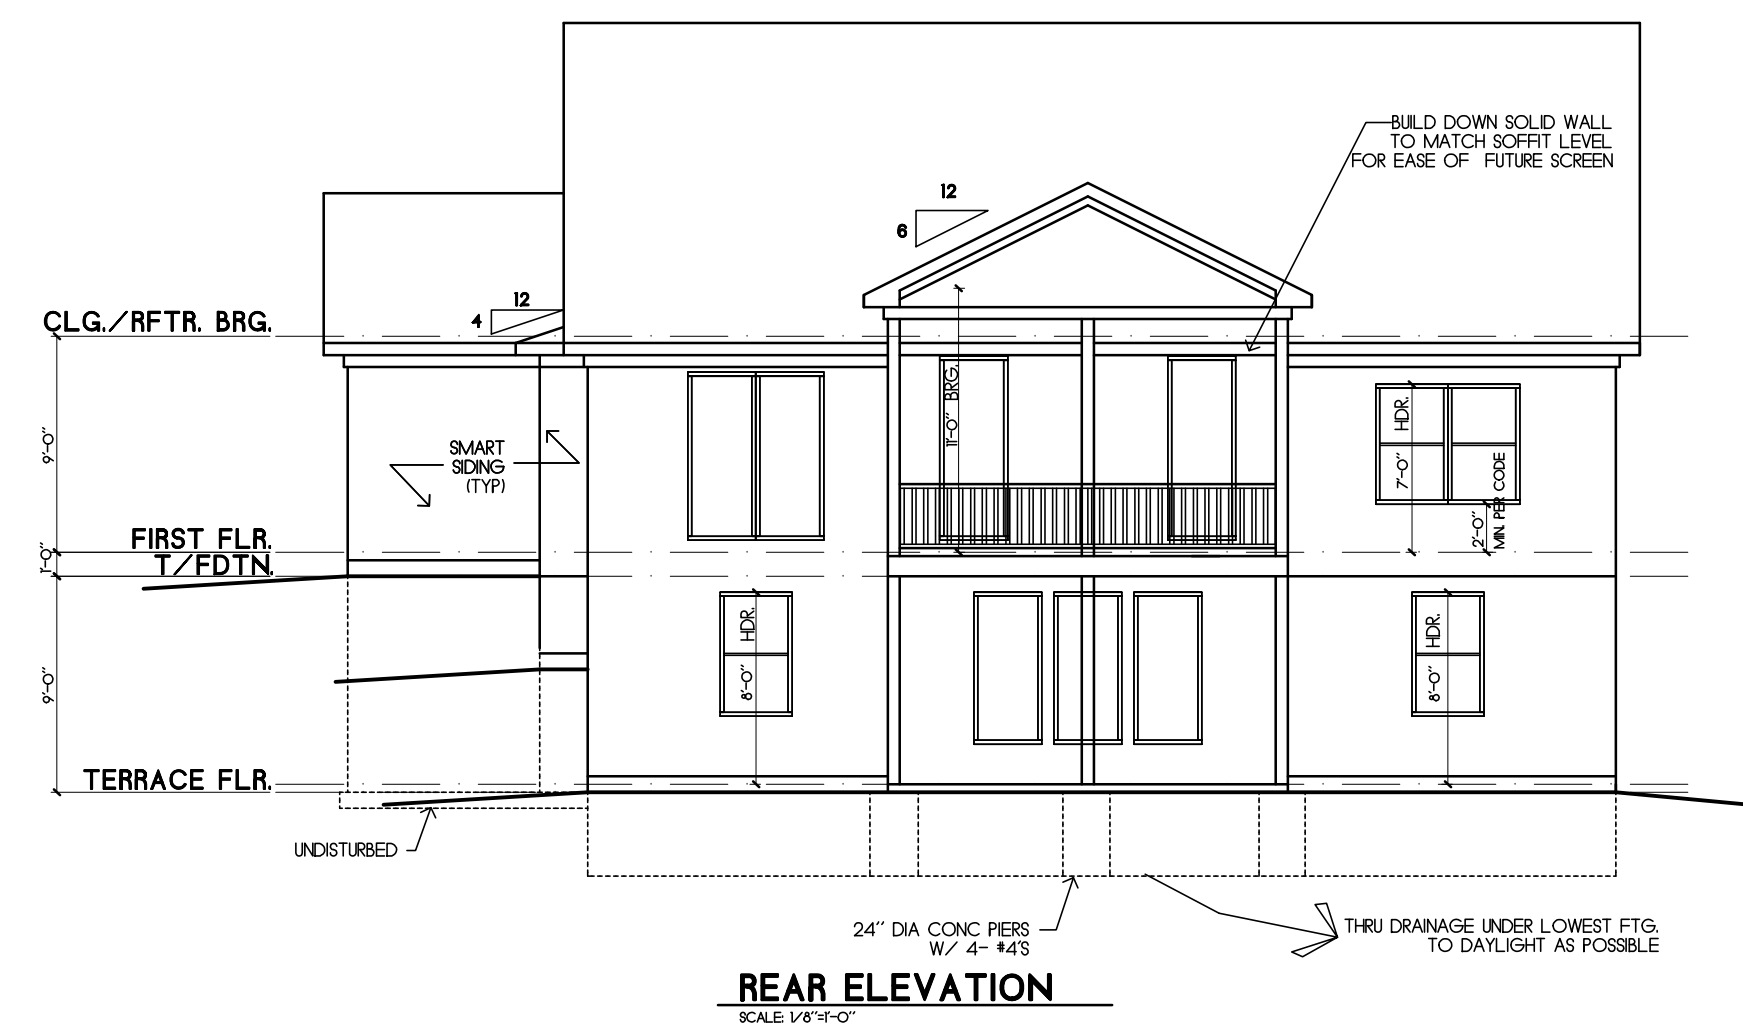 BUILD DOWN SOLID WALL
TO MATCH SOFFIT LEVEL
FOR EASE OF FUTURE SCREEN
12
6
12
4
CLG./RFTR. BRG.
11'-0" BRG.
HDR.
7'-0"
9'-0"
SMART
SIDING
(TYP)
2'-0"
MIN. PER CODE
FIRST FLR.
1'-0"
T/FDTN.
HDR.
8'-0"
HDR.
8'-0"
9'-0"
TERRACE FLR.
UNDISTURBED
24" DIA CONC PIERS
W/ 4- #4'S
THRU DRAINAGE UNDER LOWEST FTG.
TO DAYLIGHT AS POSSIBLE
REAR ELEVATION
SCALE: 1/8"=1'-0"